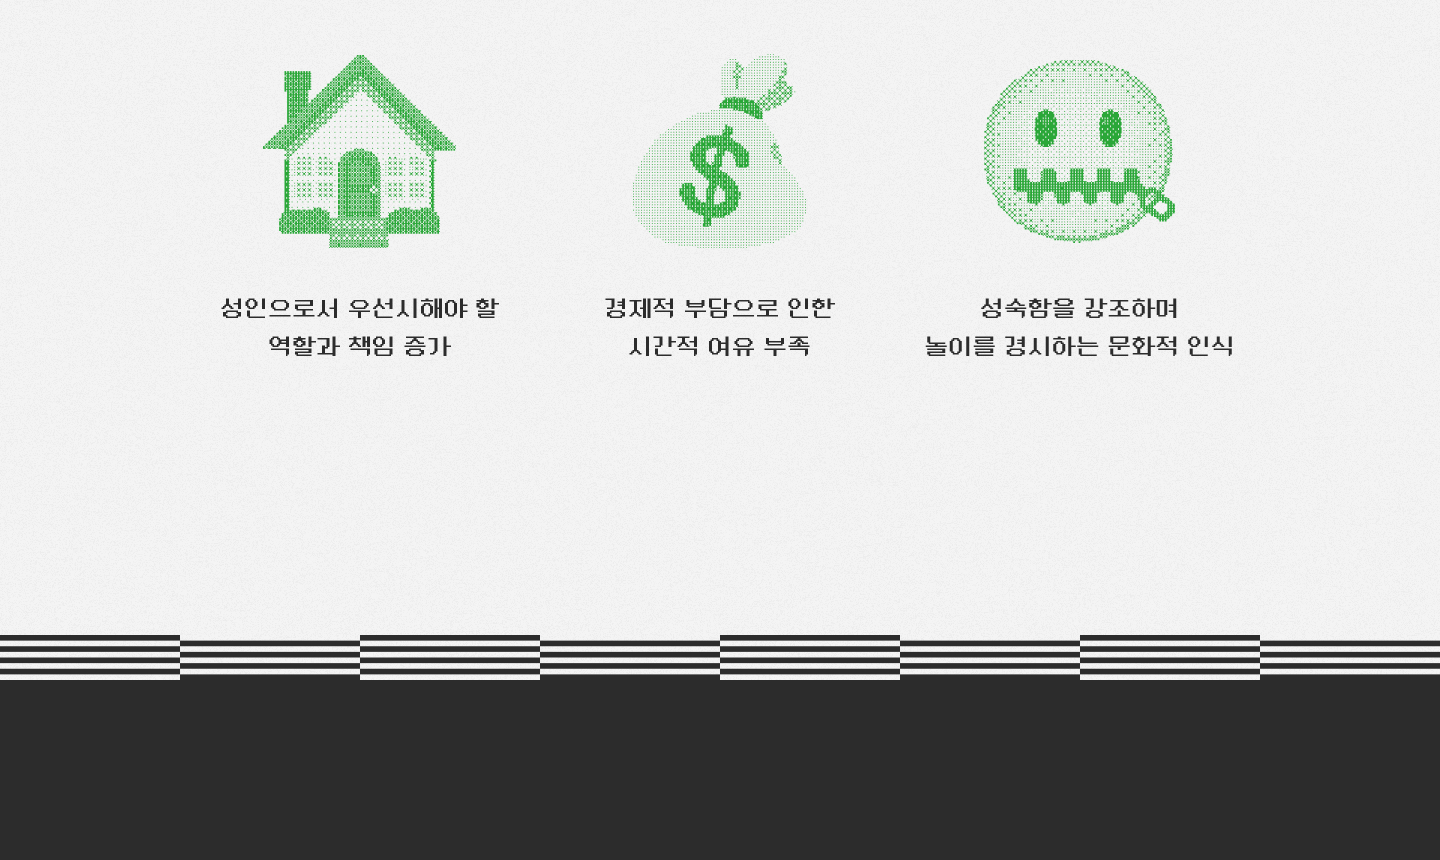 성인으로서 우선시해야 할
역할과 책임 증가
경제적 부담으로 인한
시간적 여유 부족
성숙함을 강조하며
놀이를 경시하는 문화적 인식